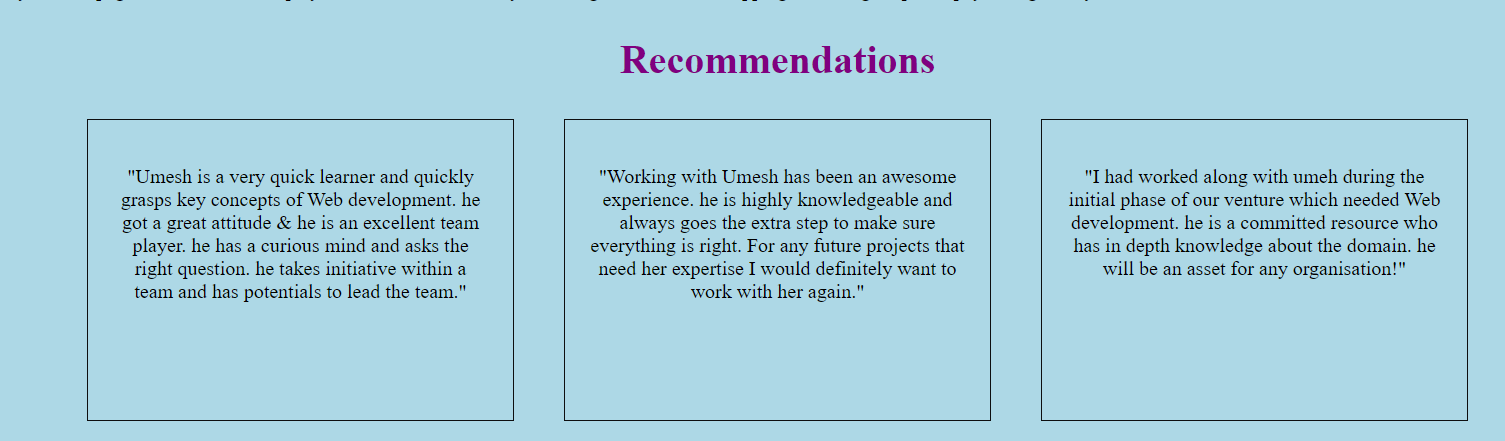 Recommendations
"Umesh is a very quick learner and quickly
grasps key concepts of Web development. he
got a great attitude & he is an excellent team
player. he has a curious mind and asks the
right question. he takes initiative within a
team and has potentials to lead the team."
"Working with Umesh has been an awesome
experience. he is highly knowledgeable and
always goes the extra step to make sure
everything is right. For any future projects that
need her expertise I would definitely want to
work with her again."
"I had worked along with umeh during the
initial phase of our venture which needed Web
development. he is a committed resource who
has in depth knowledge about the domain. he
will be an asset for any organisation!"